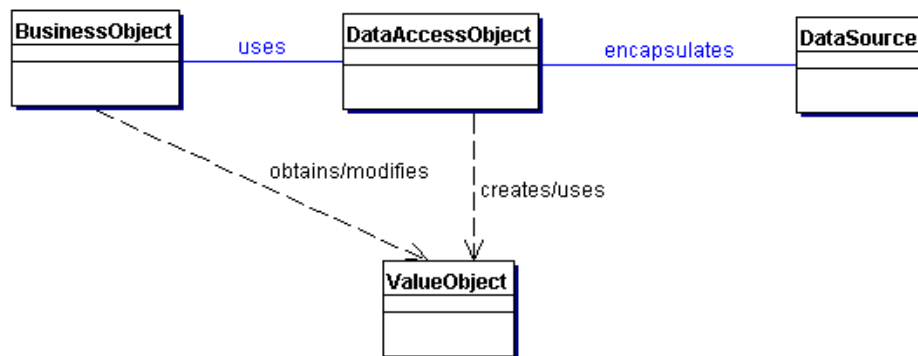 BusinessObject
uses
DataAccessObject
encapsulates
DataSource
obtains/modifies
creates/uses
ValueObject